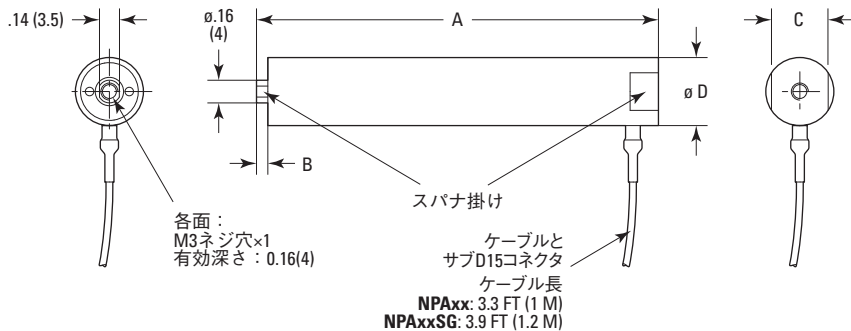 .14 (3.5)
ø.16
(4)
A
C
ø D
B
スパナ掛け
各面：
M3ネジ穴×1
有効深さ：0.16(4)
ケーブルと
サブD15コネクタ
ケーブル長
NPAxx: 3.3 FT (1 M)
NPAxxSG: 3.9 FT (1.2 M)